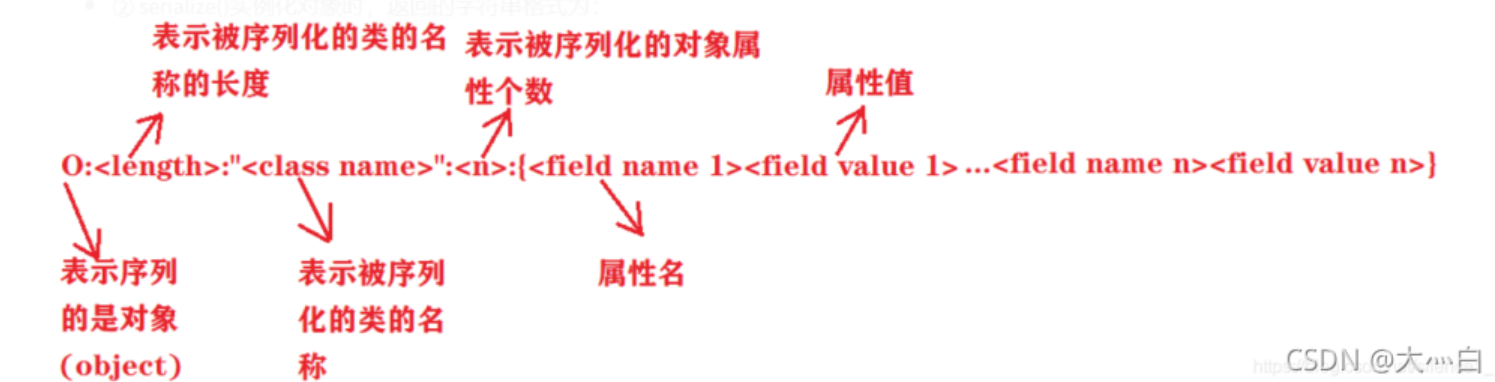 ② serialize()实例化对象的，返回的字符串格式为：
表示被序列化的类的名
称的长度
表示被序列化的对象属
性个数
属性值
O:<length>:"<class name>":<n>:{<field name 1><field value 1> ...<field name n><field value n>}
表示序列
的是对象
(object)
表示被序列
化的类的名
称
属性名
CSDN @大灬白